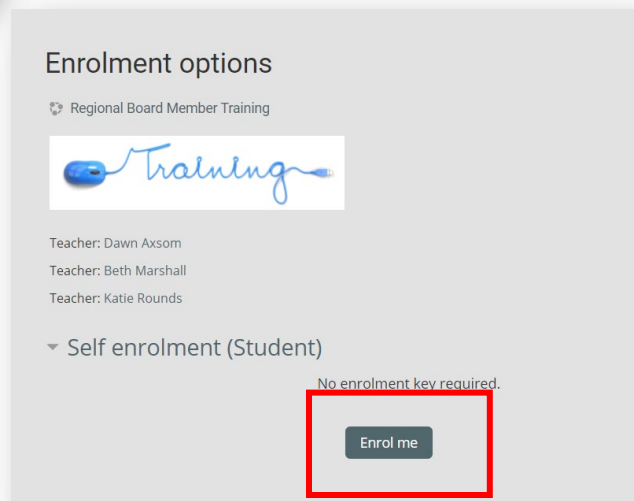 Enrolment options
Regional Board Member Training
Training
Teacher: Dawn Axsom
Teacher: Beth Marshall
Teacher: Katie Rounds
Self enrolment (Student)
No enrolment key required.
Enrol me